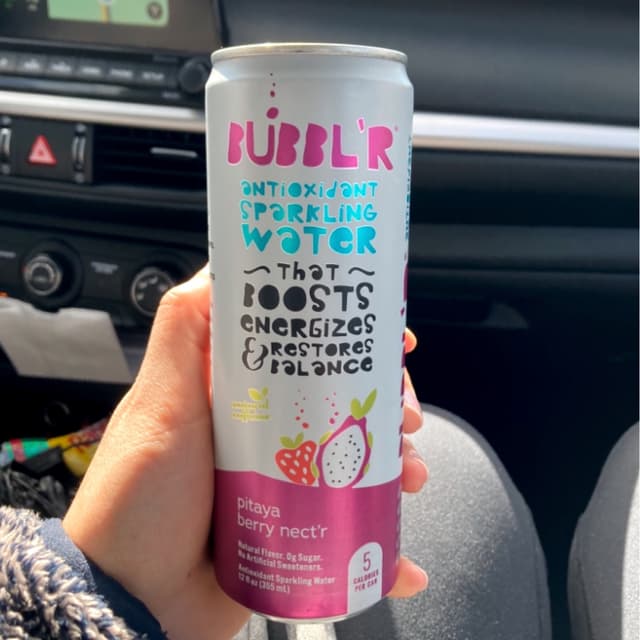 BUBBL'R
antioxidant
sparkling
water
that
BOOSTS
energizes
& restores
balance
pitaya
berry nect'r
Natural Flavor. 0g Sugar.
No Artificial Sweeteners.
Antioxidant Sparkling Water
12 fl oz (355 mL)
5
CALORIES
PER CAN